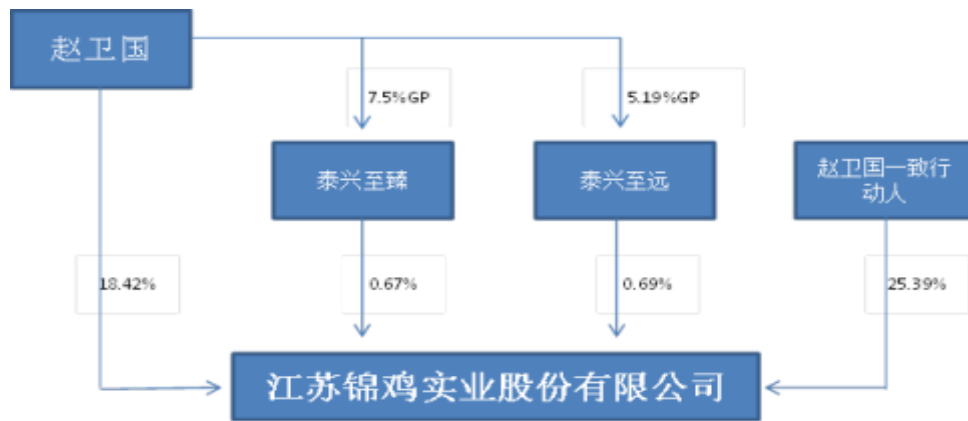 赵卫国
7.5%GP
5.19%GP
泰兴至臻
泰兴至远
赵卫国一致行
动人
18.42%
0.67%
0.69%
25.39%
江苏锦鸡实业股份有限公司